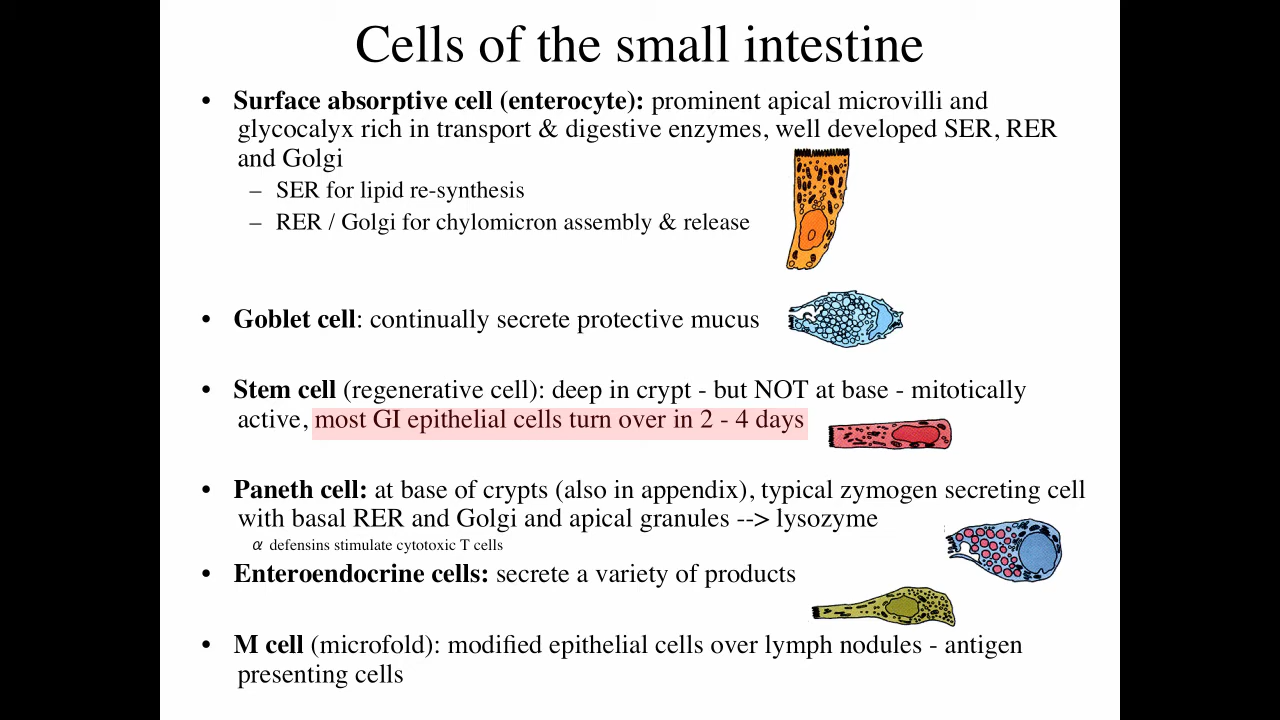 Cells of the small intestine
• Surface absorptive cell (enterocyte): prominent apical microvilli and
glycocalyx rich in transport & digestive enzymes, well developed SER, RER
and Golgi
– SER for lipid re-synthesis
– RER / Golgi for chylomicron assembly & release
• Goblet cell: continually secrete protective mucus
• Stem cell (regenerative cell): deep in crypt - but NOT at base - mitotically
active, most GI epithelial cells turn over in 2 - 4 days
• Paneth cell: at base of crypts (also in appendix), typical zymogen secreting cell
with basal RER and Golgi and apical granules --> lysozyme
α defensins stimulate cytotoxic T cells
• Enteroendocrine cells: secrete a variety of products
• M cell (microfold): modified epithelial cells over lymph nodules - antigen
presenting cells